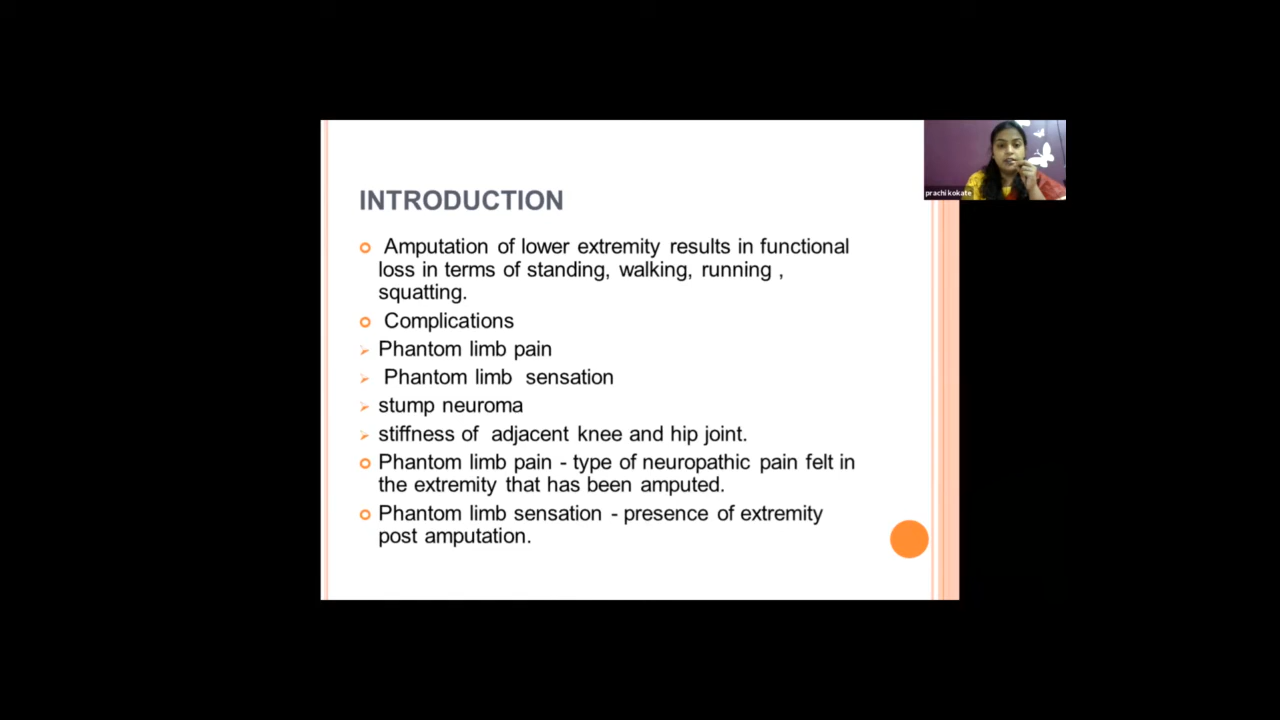 INTRODUCTION
Amputation of lower extremity results in functional
loss in terms of standing, walking, running ,
squatting.
Complications
Phantom limb pain
Phantom limb sensation
stump neuroma
stiffness of adjacent knee and hip joint.
Phantom limb pain - type of neuropathic pain felt in
the extremity that has been amputed.
Phantom limb sensation - presence of extremity
post amputation.
prachi kokate